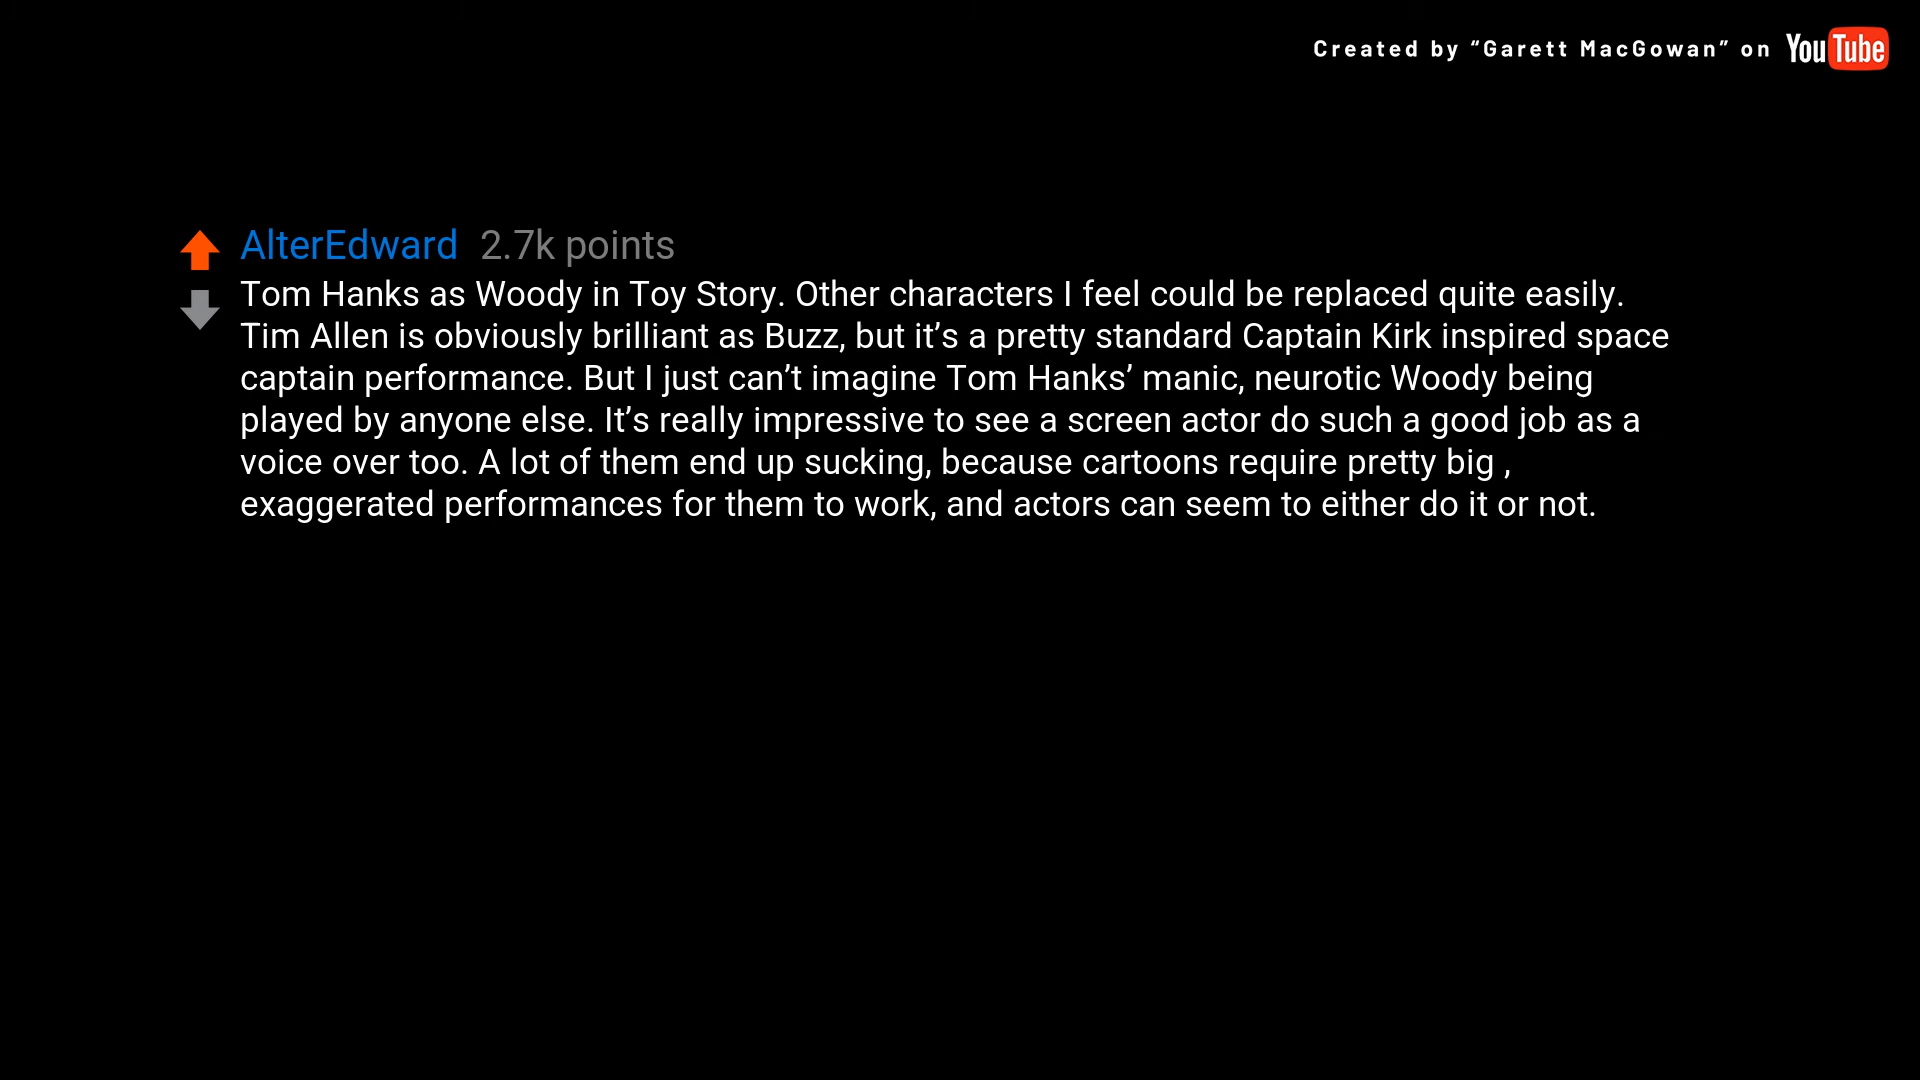 Created by “Garett MacGowan” on YouTube
AlterEdward 2.7k points
Tom Hanks as Woody in Toy Story. Other characters I feel could be replaced quite easily.
Tim Allen is obviously brilliant as Buzz, but it’s a pretty standard Captain Kirk inspired space
captain performance. But I just can’t imagine Tom Hanks’ manic, neurotic Woody being
played by anyone else. It’s really impressive to see a screen actor do such a good job as a
voice over too. A lot of them end up sucking, because cartoons require pretty big ,
exaggerated performances for them to work, and actors can seem to either do it or not.